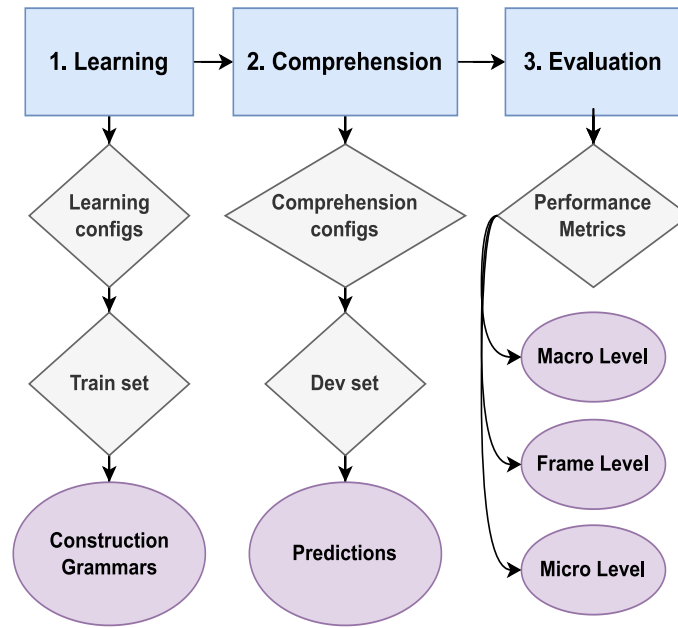 1. Learning
2. Comprehension
3. Evaluation
Learning
configs
Comprehension
configs
Performance
Metrics
Train set
Dev set
Macro Level
Frame Level
Micro Level
Construction
Grammars
Predictions